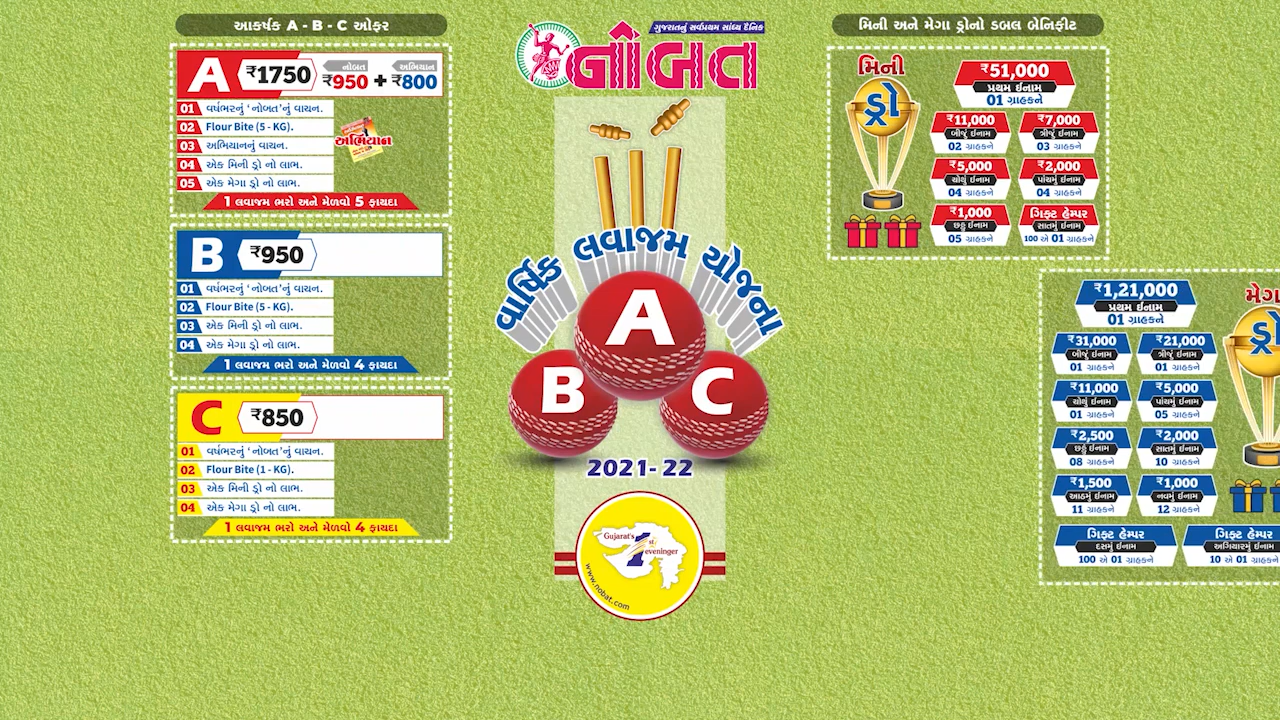 આકર્ષક A - B - C ઓફર
A ₹1750 નોબત ₹950 + અભિયાન ₹800
01 વર્ષભરનું 'નોબત'નું વાચન.
02 Flour Bite (5 - KG).
03 અભિયાનનું વાચન.
04 એક મિની ડ્રો નો લાભ.
05 એક મેગા ડ્રો નો લાભ.
અભિયાન
1 લવાજમ ભરો અને મેળવો 5 ફાયદા
B ₹950
01 વર્ષભરનું 'નોબત'નું વાચન.
02 Flour Bite (5 - KG).
03 એક મિની ડ્રો નો લાભ.
04 એક મેગા ડ્રો નો લાભ.
1 લવાજમ ભરો અને મેળવો 4 ફાયદા
C ₹850
01 વર્ષભરનું 'નોબત'નું વાચન.
02 Flour Bite (1 - KG).
03 એક મિની ડ્રો નો લાભ.
04 એક મેગા ડ્રો નો લાભ.
1 લવાજમ ભરો અને મેળવો 4 ફાયદા
ગુજરાતનું સર્વપ્રથમ સાંધ્ય દૈનિક
નોબત
વાર્ષિક લવાજમ યોજના
A
B C
2021- 22
Gujarat's 1st eveninger
www.nobat.com
મિની અને મેગા ડ્રોનો ડબલ બેનિફીટ
મિની
ડ્રો
₹51,000
પ્રથમ ઈનામ
01 ગ્રાહકને
₹11,000 ₹7,000
બીજું ઈનામ ત્રીજું ઈનામ
02 ગ્રાહકને 03 ગ્રાહકને
₹5,000 ₹2,000
ચોથું ઈનામ પાંચમું ઈનામ
04 ગ્રાહકને 04 ગ્રાહકને
₹1,000 ગિફ્ટ હેમ્પર
છઠ્ઠું ઈનામ સાતમું ઈનામ
05 ગ્રાહકને 100 એ 01 ગ્રાહકને
₹1,21,000
પ્રથમ ઈનામ
01 ગ્રાહકને
મેગા
ડ્રો
₹31,000 ₹21,000
બીજું ઈનામ ત્રીજું ઈનામ
01 ગ્રાહકને 01 ગ્રાહકને
₹11,000 ₹5,000
ચોથું ઈનામ પાંચમું ઈનામ
01 ગ્રાહકને 05 ગ્રાહકને
₹2,500 ₹2,000
છઠ્ઠું ઈનામ સાતમું ઈનામ
08 ગ્રાહકને 10 ગ્રાહકને
₹1,500 ₹1,000
આઠમું ઈનામ નવમું ઈનામ
11 ગ્રાહકને 12 ગ્રાહકને
ગિફ્ટ હેમ્પર ગિફ્ટ હેમ્પર
દસમું ઈનામ અગિયારમું ઈનામ
100 એ 01 ગ્રાહકને 10 એ 01 ગ્રાહકને